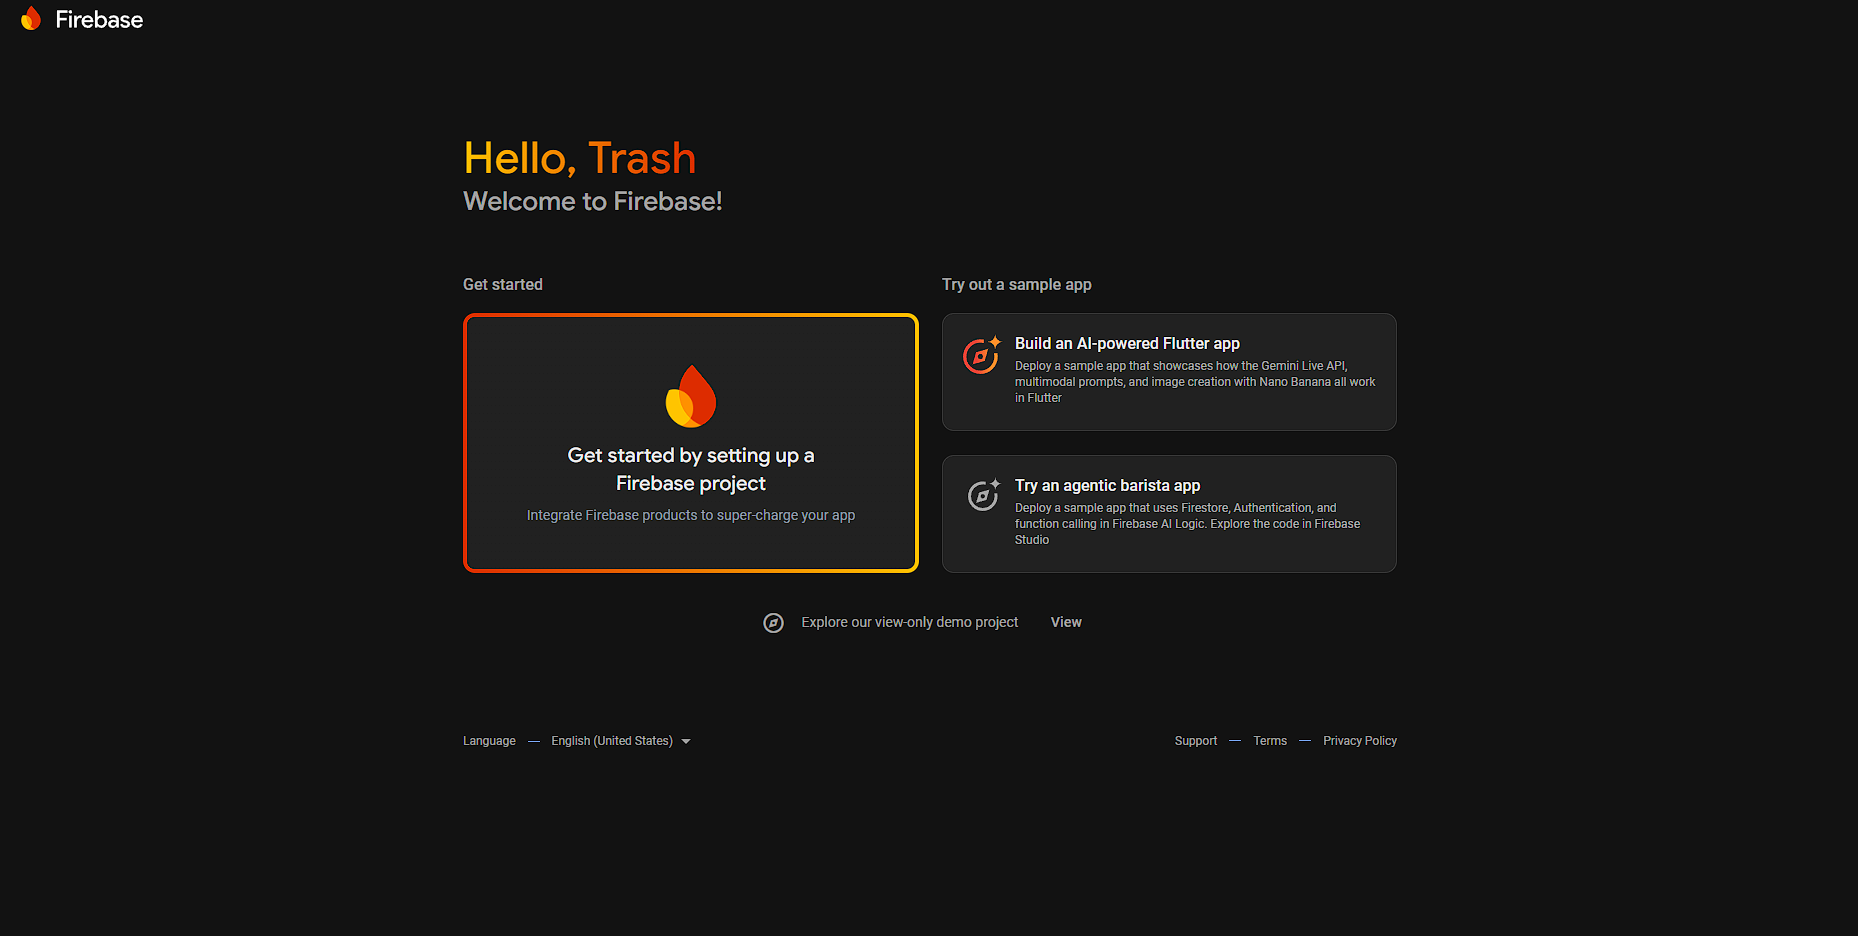 Firebase
Hello, Trash
Welcome to Firebase!
Get started
Get started by setting up a
Firebase project
Integrate Firebase products to super-charge your app
Try out a sample app
Build an AI-powered Flutter app
Deploy a sample app that showcases how the Gemini Live API,
multimodal prompts, and image creation with Nano Banana all work
in Flutter
Try an agentic barista app
Deploy a sample app that uses Firestore, Authentication, and
function calling in Firebase AI Logic. Explore the code in Firebase
Studio
Explore our view-only demo project View
Language — English (United States)
Support — Terms — Privacy Policy